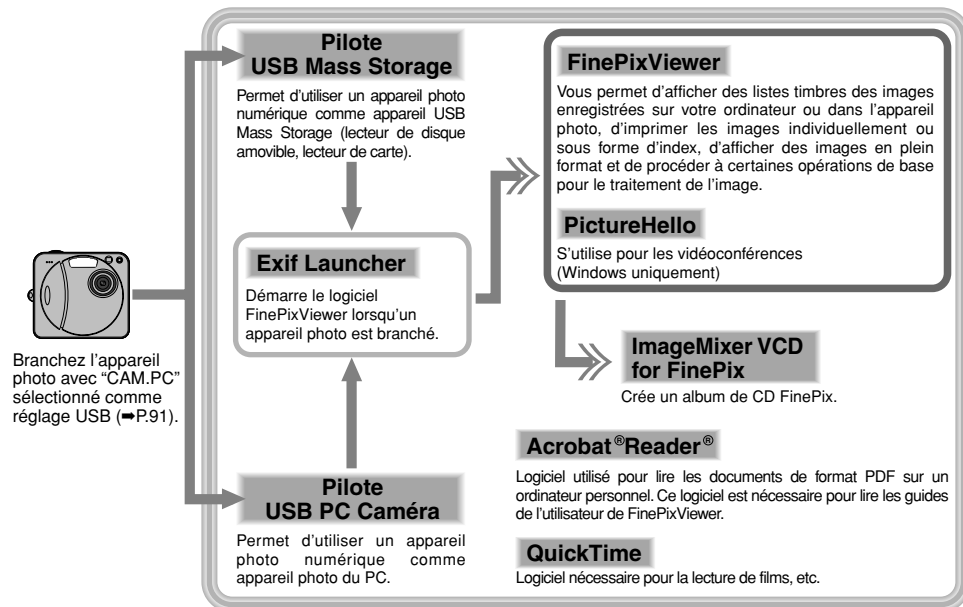 Pilote
USB Mass Storage
Permet d'utiliser un appareil photo
numérique comme appareil USB
Mass Storage (lecteur de disque
amovible, lecteur de carte).
Exif Launcher
Démarre le logiciel
FinePixViewer lorsqu'un
appareil photo est branché.
Branchez l'appareil
photo avec “CAM.PC”
sélectionné comme
réglage USB (➡P.91).
Pilote
USB PC Caméra
Permet d'utiliser un appareil
photo numérique comme
appareil photo du PC.
FinePixViewer
Vous permet d'afficher des listes timbres des images
enregistrées sur votre ordinateur ou dans l'appareil
photo, d'imprimer les images individuellement ou
sous forme d'index, d'afficher des images en plein
format et de procéder à certaines opérations de base
pour le traitement de l'image.
PictureHello
S'utilise pour les vidéoconférences
(Windows uniquement)
ImageMixer VCD
for FinePix
Crée un album de CD FinePix.
Acrobat®Reader®
Logiciel utilisé pour lire les documents de format PDF sur un
ordinateur personnel. Ce logiciel est nécessaire pour lire les guides
de l'utilisateur de FinePixViewer.
QuickTime
Logiciel nécessaire pour la lecture de films, etc.